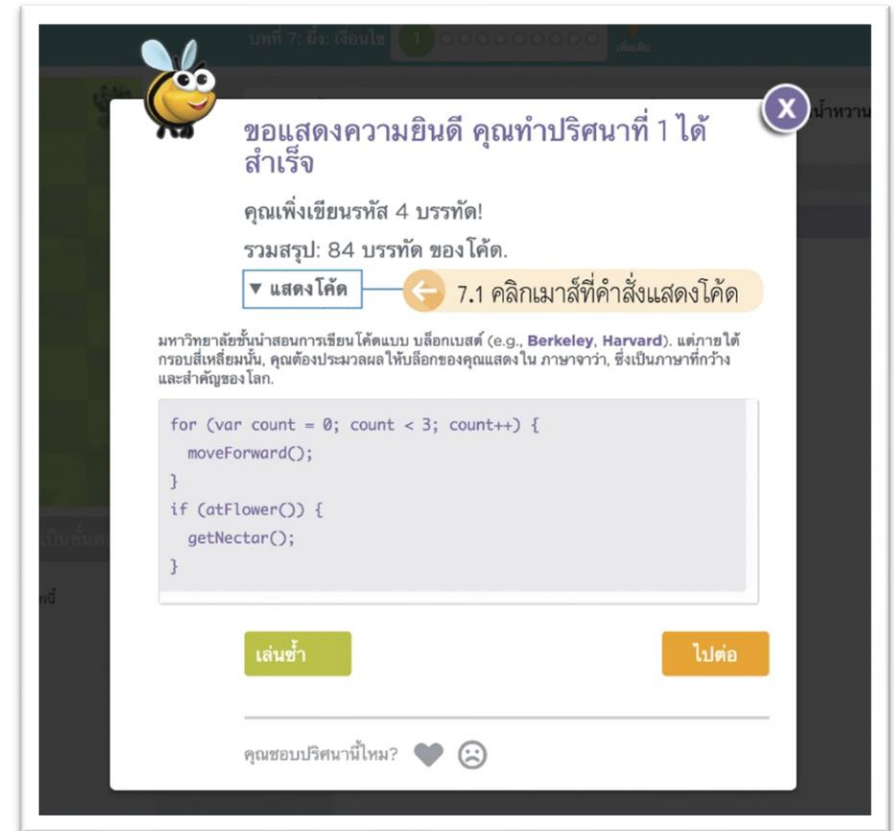 บทที่ 7: ผึ้ง: เงื่อนไข 1
เพิ่มเติม
น้ำหวาน
X
ขอแสดงความยินดี คุณทำปริศนาที่ 1 ได้
สำเร็จ
คุณเพิ่งเขียนรหัส 4 บรรทัด!
รวมสรุป: 84 บรรทัด ของโค้ด.
▼ แสดงโค้ด
7.1 คลิกเมาส์ที่คำสั่งแสดงโค้ด
มหาวิทยาลัยชั้นนำสอนการเขียนโค้ดแบบ บล็อกเบสด์ (e.g., Berkeley, Harvard). แต่ภายใต้
กรอบสี่เหลี่ยมนั้น, คุณต้องประมวลผลให้บล็อกของคุณแสดงใน ภาษาจาว่า, ซึ่งเป็นภาษาที่กว้าง
และสำคัญของโลก.
for (var count = 0; count < 3; count++) {
moveForward();
}
if (atFlower()) {
getNectar();
}
เล่นซ้ำ
ไปต่อ
คุณชอบปริศนานี้ไหม?